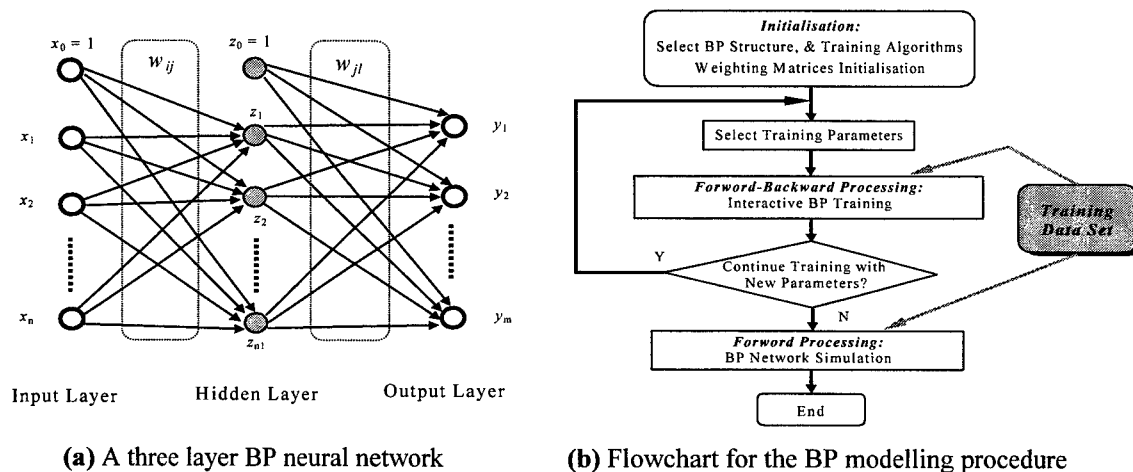 x0 = 1
z0 = 1
wij
wjl
x1
z1
y1
x2
z2
y2
xn
zn1
ym
Input Layer
Hidden Layer
Output Layer
(a) A three layer BP neural network
Initialisation:
Select BP Structure, & Training Algorithms
Weighting Matrices Initialisation
Select Training Parameters
Forword-Backward Processing:
Interactive BP Training
Training
Data Set
Y
Continue Training with
New Parameters?
N
Forword Processing:
BP Network Simulation
End
(b) Flowchart for the BP modelling procedure